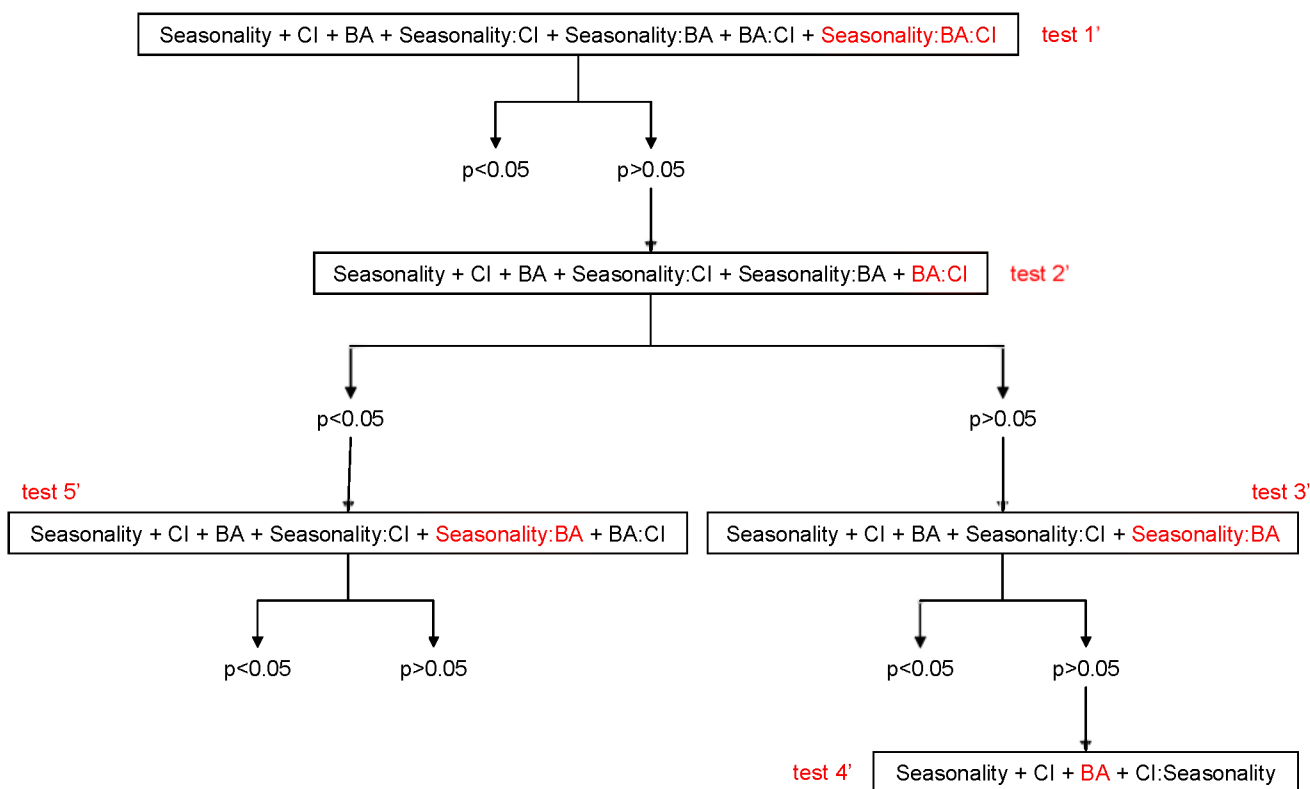 Seasonality + CI + BA + Seasonality:CI + Seasonality:BA + BA:CI + Seasonality:BA:CI test 1’
p<0.05 p>0.05
Seasonality + CI + BA + Seasonality:CI + Seasonality:BA + BA:CI test 2’
p<0.05 p>0.05
test 5’ test 3’
Seasonality + CI + BA + Seasonality:CI + Seasonality:BA + BA:CI Seasonality + CI + BA + Seasonality:CI + Seasonality:BA
p<0.05 p>0.05 p<0.05 p>0.05
test 4’ Seasonality + CI + BA + CI:Seasonality